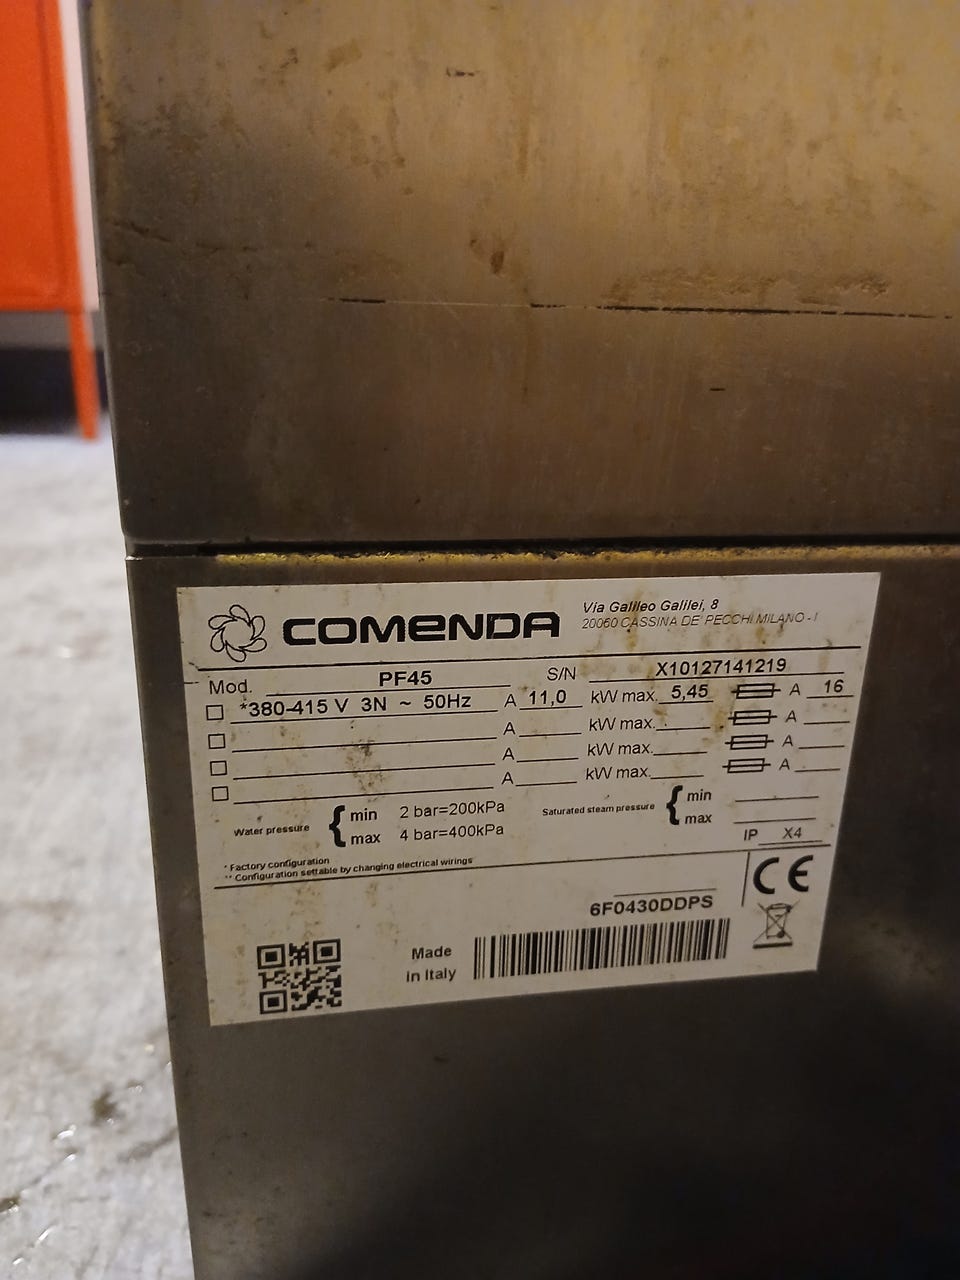 COMENDA
Via Galileo Galilei, 8
20060 CASSINA DE' PECCHI MILANO - I
Mod. PF45 S/N X10127141219
*380-415 V 3N ~ 50Hz A 11,0 kW max. 5,45 A 16
A kW max. A
A kW max. A
A kW max. A
Water pressure { min 2 bar=200kPa
max 4 bar=400kPa
Saturated steam pressure { min
max
IP X4
* Factory configuration
** Configuration settable by changing electrical wirings
CE
6F0430DDPS
Made
in Italy